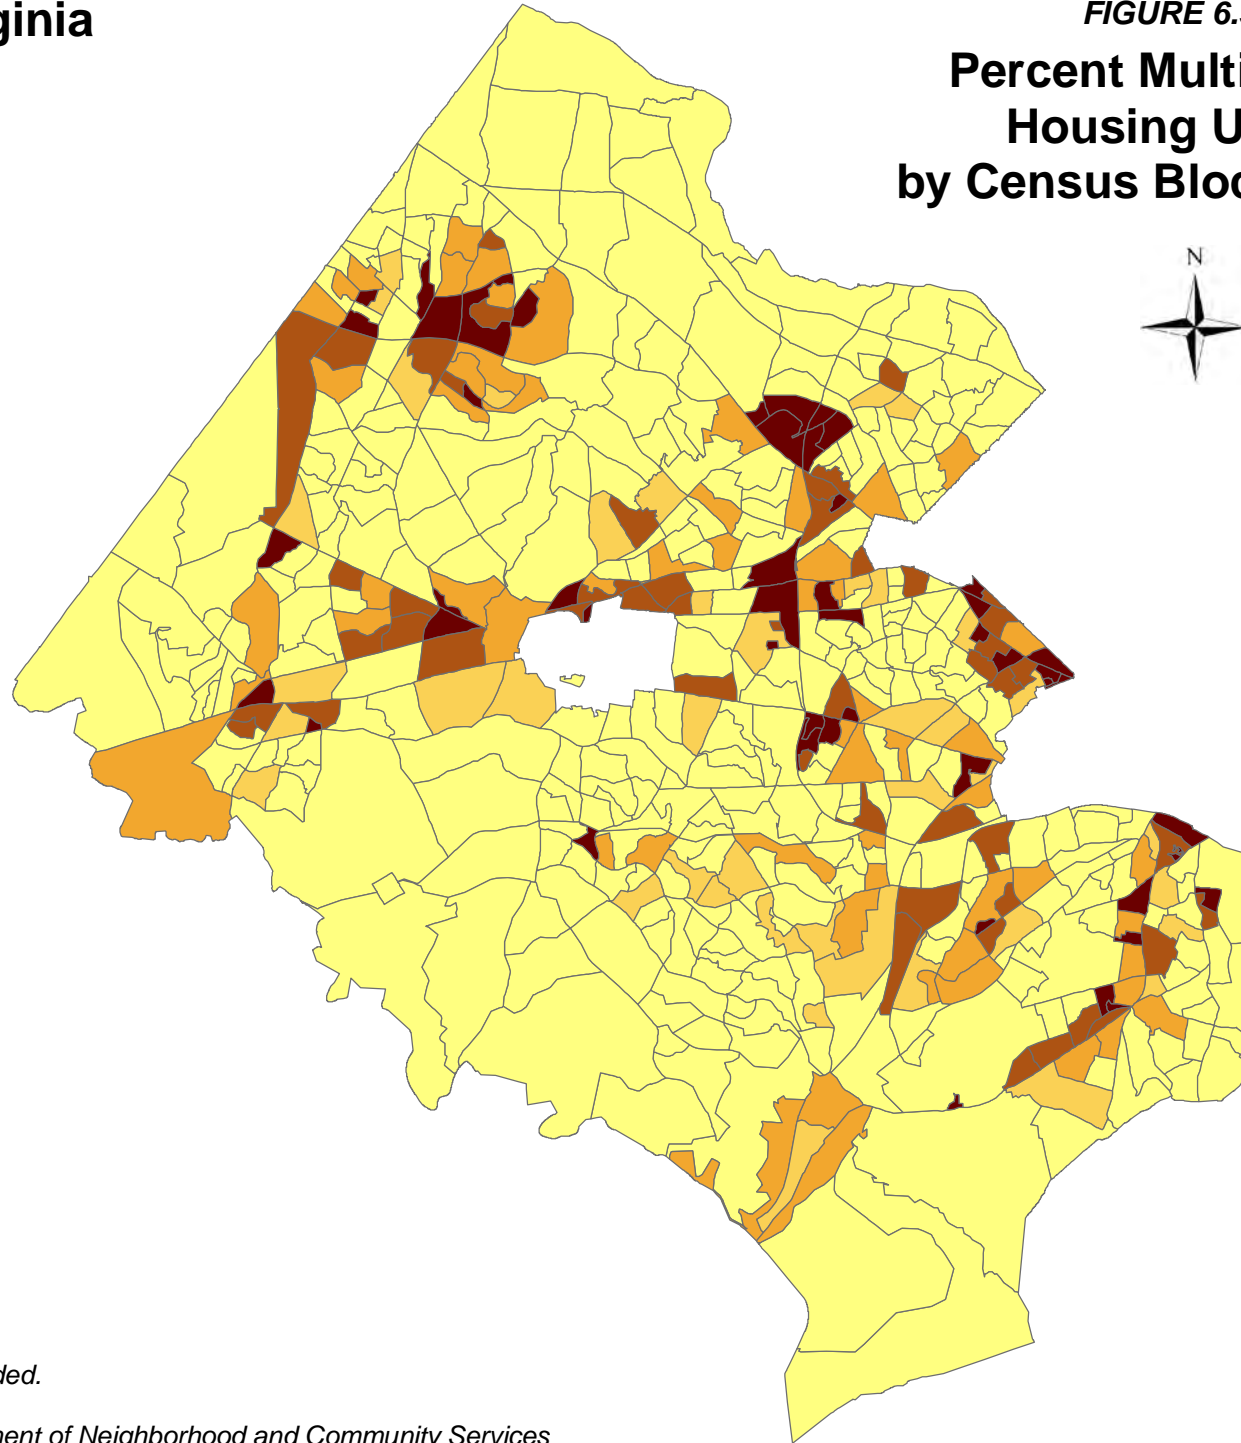 ginia
FIGURE 6.
Percent Multi
Housing U
by Census Bloc
N
ded.
ment of Neighborhood and Community Services